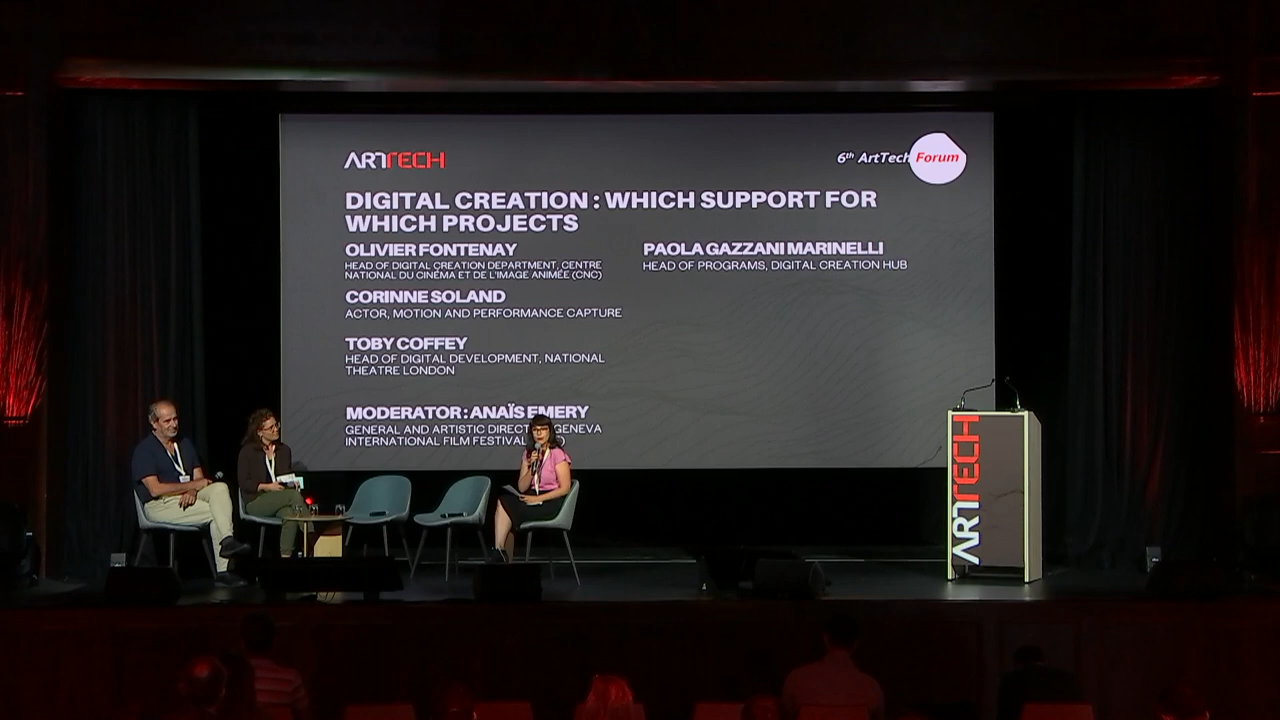 ARTTECH
6th ArtTech Forum
DIGITAL CREATION : WHICH SUPPORT FOR
WHICH PROJECTS
OLIVIER FONTENAY
HEAD OF DIGITAL CREATION DEPARTMENT, CENTRE
NATIONAL DU CINÉMA ET DE L'IMAGE ANIMÉE (CNC)
CORINNE SOLAND
ACTOR, MOTION AND PERFORMANCE CAPTURE
TOBY COFFEY
HEAD OF DIGITAL DEVELOPMENT, NATIONAL
THEATRE LONDON
MODERATOR : ANAÏS EMERY
GENERAL AND ARTISTIC GENEVA
INTERNATIONAL FILM FESTIVAL
PAOLA GAZZANI MARINELLI
HEAD OF PROGRAMS, DIGITAL CREATION HUB
ARTTECH